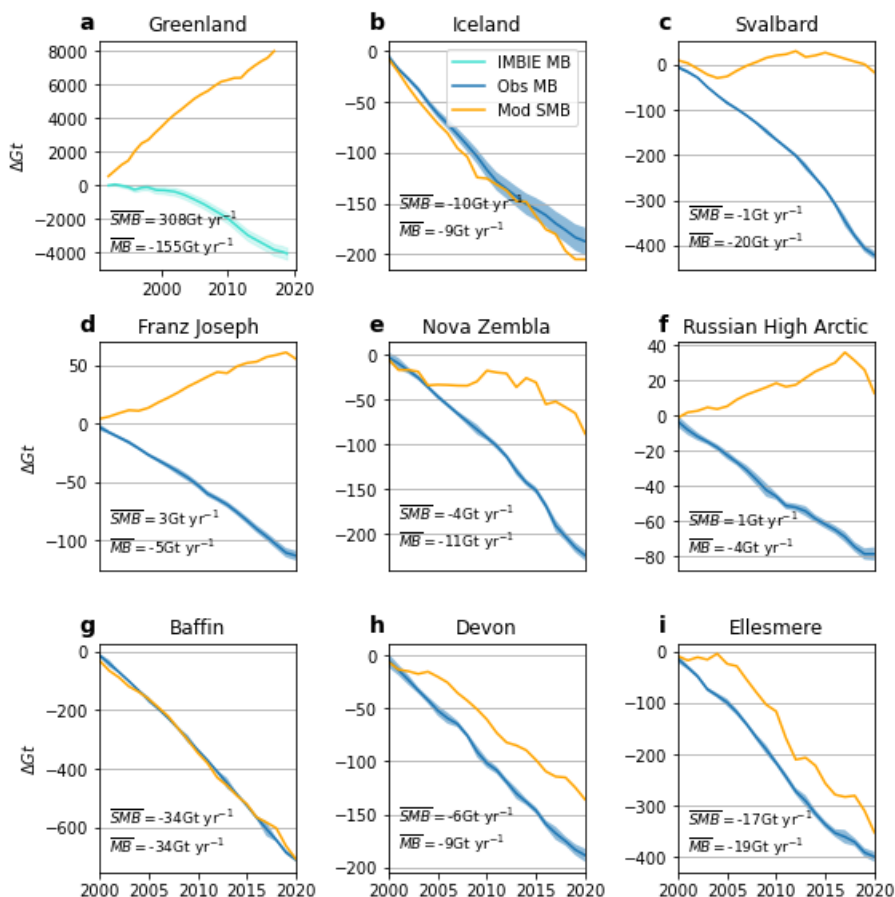 a Greenland
8000
6000
4000
2000
0
−2000
−4000
ΔGt
SMB = 308Gt yr⁻¹
MB = -155Gt yr⁻¹
2000 2010 2020
b Iceland
IMBIE MB
Obs MB
Mod SMB
0
−50
−100
−150
−200
SMB = -10Gt yr⁻¹
MB = -9Gt yr⁻¹
c Svalbard
0
−100
−200
−300
−400
SMB = -1Gt yr⁻¹
MB = -20Gt yr⁻¹
d Franz Joseph
50
0
−50
−100
ΔGt
SMB = 3Gt yr⁻¹
MB = -5Gt yr⁻¹
e Nova Zembla
0
−50
−100
−150
−200
SMB = -4Gt yr⁻¹
MB = -11Gt yr⁻¹
f Russian High Arctic
40
20
0
−20
−40
−60
−80
SMB = 1Gt yr⁻¹
MB = -4Gt yr⁻¹
g Baffin
0
−200
−400
−600
ΔGt
SMB = -34Gt yr⁻¹
MB = -34Gt yr⁻¹
2000 2005 2010 2015 2020
h Devon
0
−50
−100
−150
−200
SMB = -6Gt yr⁻¹
MB = -9Gt yr⁻¹
2000 2005 2010 2015 2020
i Ellesmere
0
−100
−200
−300
−400
SMB = -17Gt yr⁻¹
MB = -19Gt yr⁻¹
2000 2005 2010 2015 2020